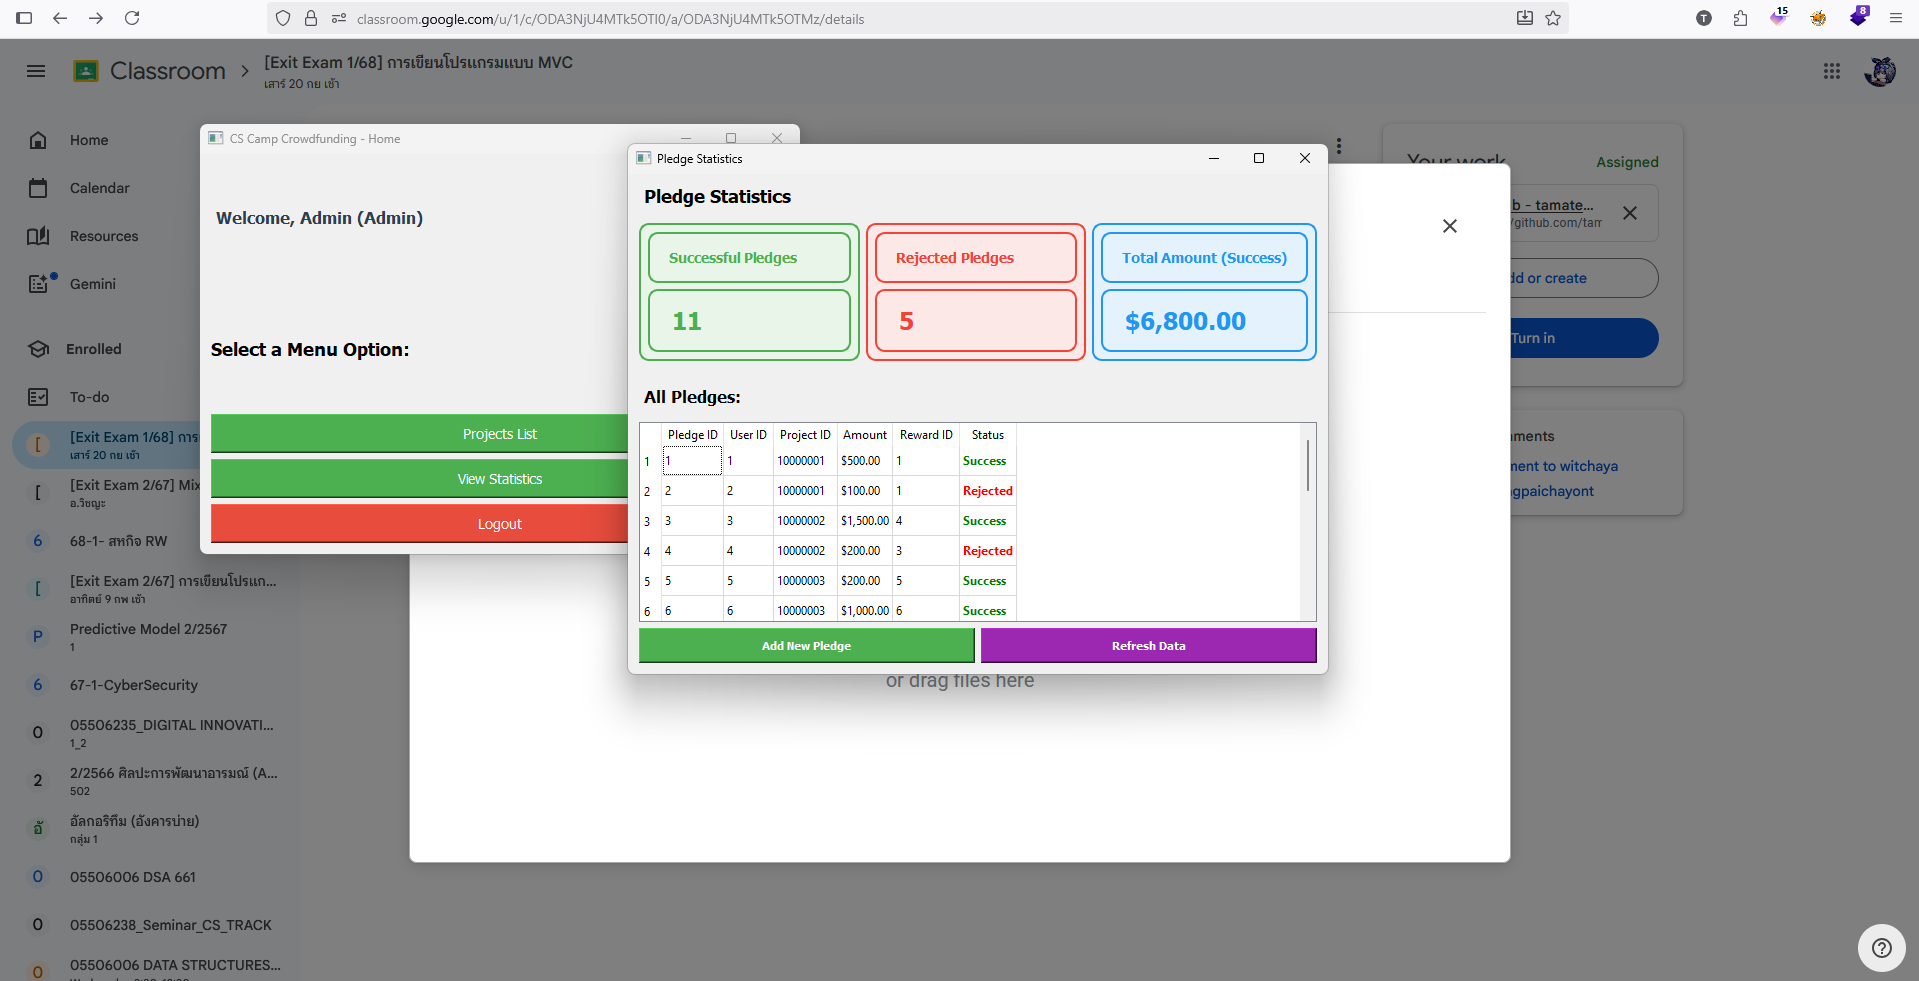 classroom.google.com/u/1/c/ODA3NjU4MTk5OTI0/a/ODA3NjU4MTk5OTMz/details
T
15
8
Classroom
[Exit Exam 1/68] การเขียนโปรแกรมแบบ MVC
เสาร์ 20 กย เช้า
Home
Calendar
Resources
Gemini
Enrolled
To-do
[
[Exit Exam 1/68] การ
เสาร์ 20 กย เช้า
[
[Exit Exam 2/67] Mix
อ.วิชญะ
6
68-1- สหกิจ RW
[
[Exit Exam 2/67] การเขียนโปรแก...
อาทิตย์ 9 กพ เช้า
P
Predictive Model 2/2567
1
6
67-1-CyberSecurity
O
05506235_DIGITAL INNOVATI...
1_2
2
2/2566 ศิลปะการพัฒนาอารมณ์ (A...
502
อั
อัลกอริทึม (อังคารบ่าย)
กลุ่ม 1
0
05506006 DSA 661
0
05506238_Seminar_CS_TRACK
0
05506006 DATA STRUCTURES...
CS Camp Crowdfunding - Home
Welcome, Admin (Admin)
Select a Menu Option:
Projects List
View Statistics
Logout
Pledge Statistics
Pledge Statistics
Successful Pledges
11
Rejected Pledges
5
Total Amount (Success)
$6,800.00
All Pledges:
Pledge ID User ID Project ID Amount Reward ID Status
1 1 1 10000001 $500.00 1 Success
2 2 2 10000001 $100.00 1 Rejected
3 3 3 10000002 $1,500.00 4 Success
4 4 4 10000002 $200.00 3 Rejected
5 5 5 10000003 $200.00 5 Success
6 6 6 10000003 $1,000.00 6 Success
Add New Pledge
Refresh Data
or drag files here
Your work
Assigned
b - tamate...
/github.com/tam
dd or create
Turn in
ments
ment to witchaya
gpaichayont